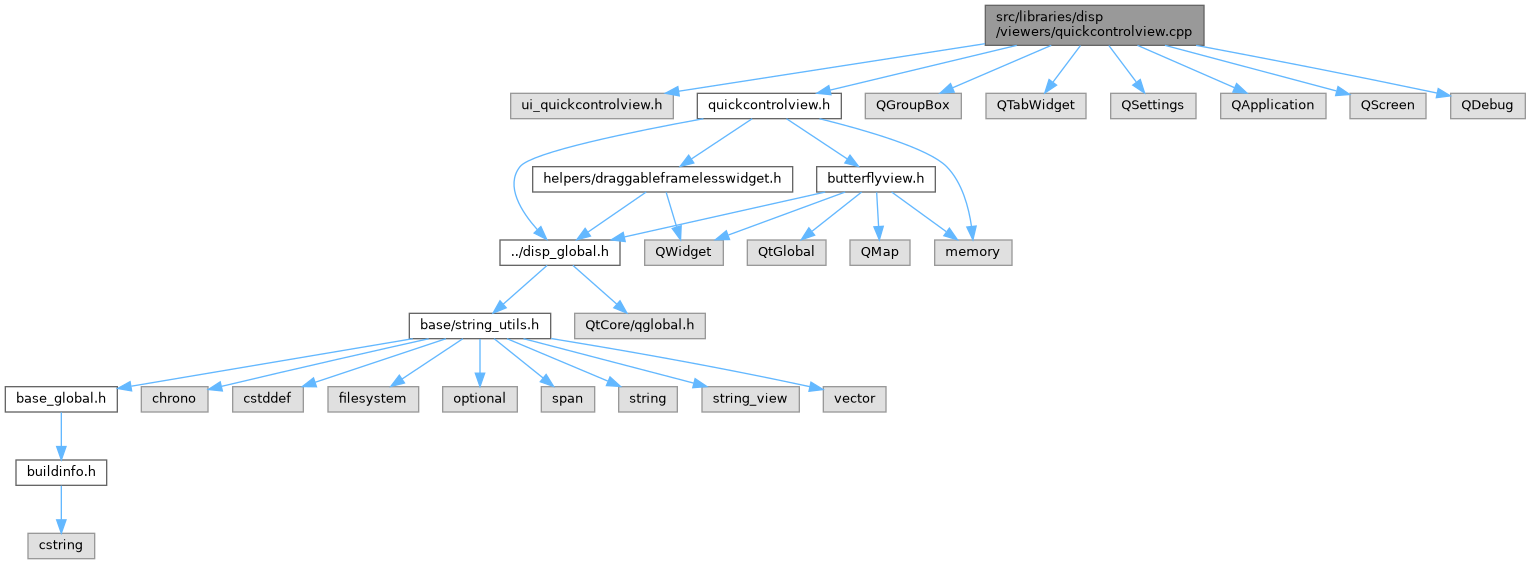 src/libraries/disp
/viewers/quickcontrolview.cpp
ui_quickcontrolview.h
quickcontrolview.h
QGroupBox
QTabWidget
QSettings
QApplication
QScreen
QDebug
helpers/draggableframelesswidget.h
butterflyview.h
../disp_global.h
QWidget
QtGlobal
QMap
memory
base/string_utils.h
QtCore/qglobal.h
base_global.h
chrono
cstddef
filesystem
optional
span
string
string_view
vector
buildinfo.h
cstring